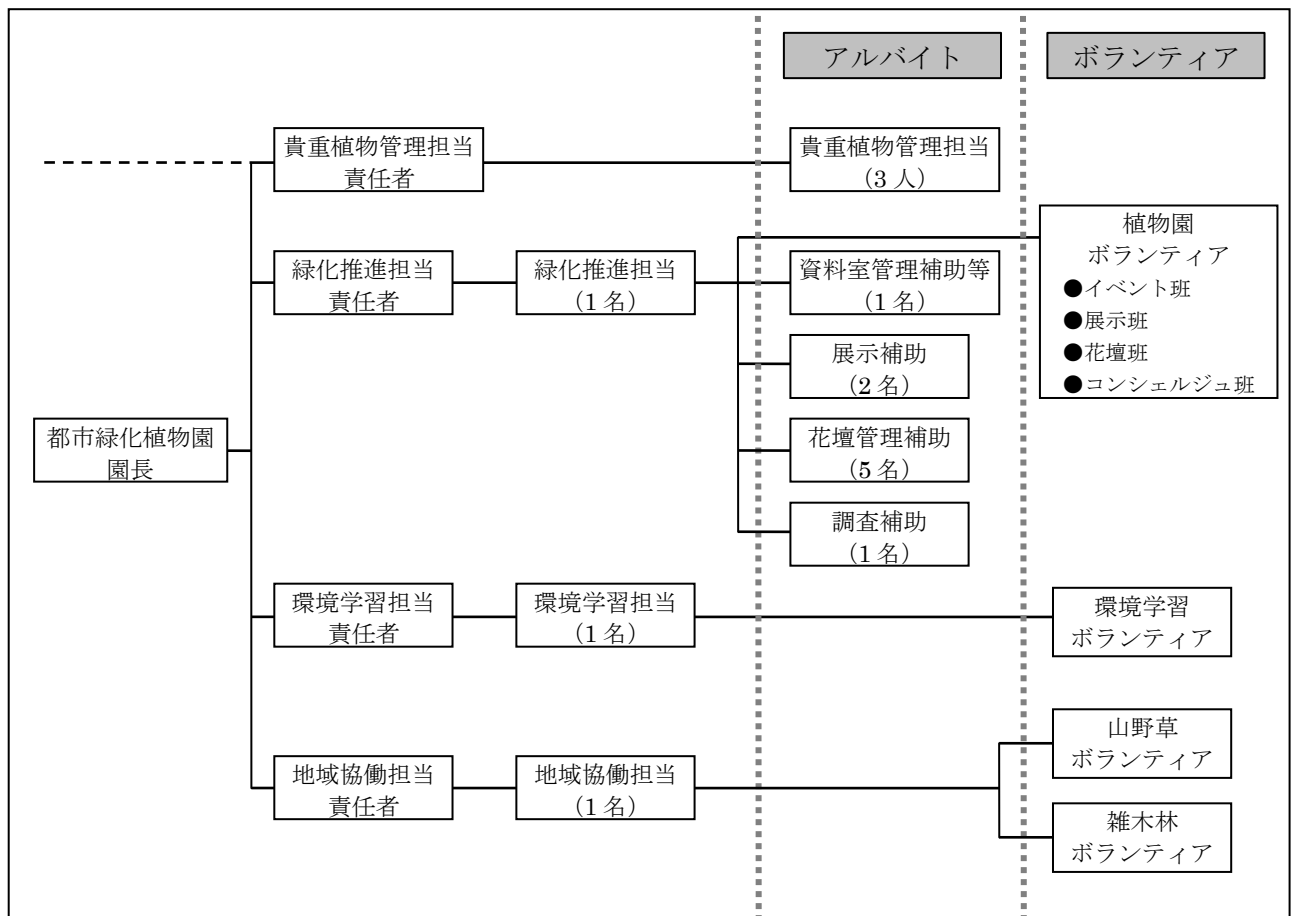 アルバイト
ボランティア
貴重植物管理担当
責任者
貴重植物管理担当
（3 人）
緑化推進担当
責任者
緑化推進担当
（1 名）
資料室管理補助等
（1 名）
植物園
ボランティア
●イベント班
●展示班
●花壇班
●コンシェルジュ班
展示補助
（2 名）
花壇管理補助
（5 名）
調査補助
（1 名）
都市緑化植物園
園長
環境学習担当
責任者
環境学習担当
（1 名）
環境学習
ボランティア
地域協働担当
責任者
地域協働担当
（1 名）
山野草
ボランティア
雑木林
ボランティア